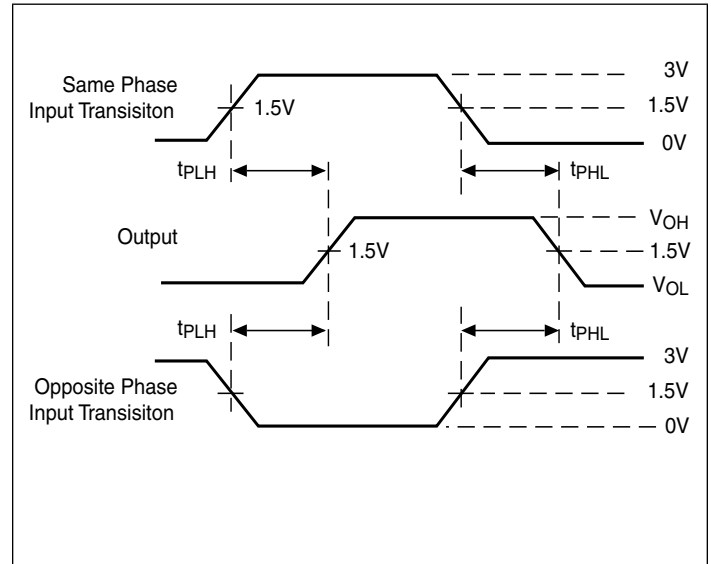 Same Phase
Input Transisiton
1.5V
3V
1.5V
0V
tPLH
tPHL
Output
1.5V
VOH
1.5V
VOL
tPLH
tPHL
Opposite Phase
Input Transisiton
3V
1.5V
0V